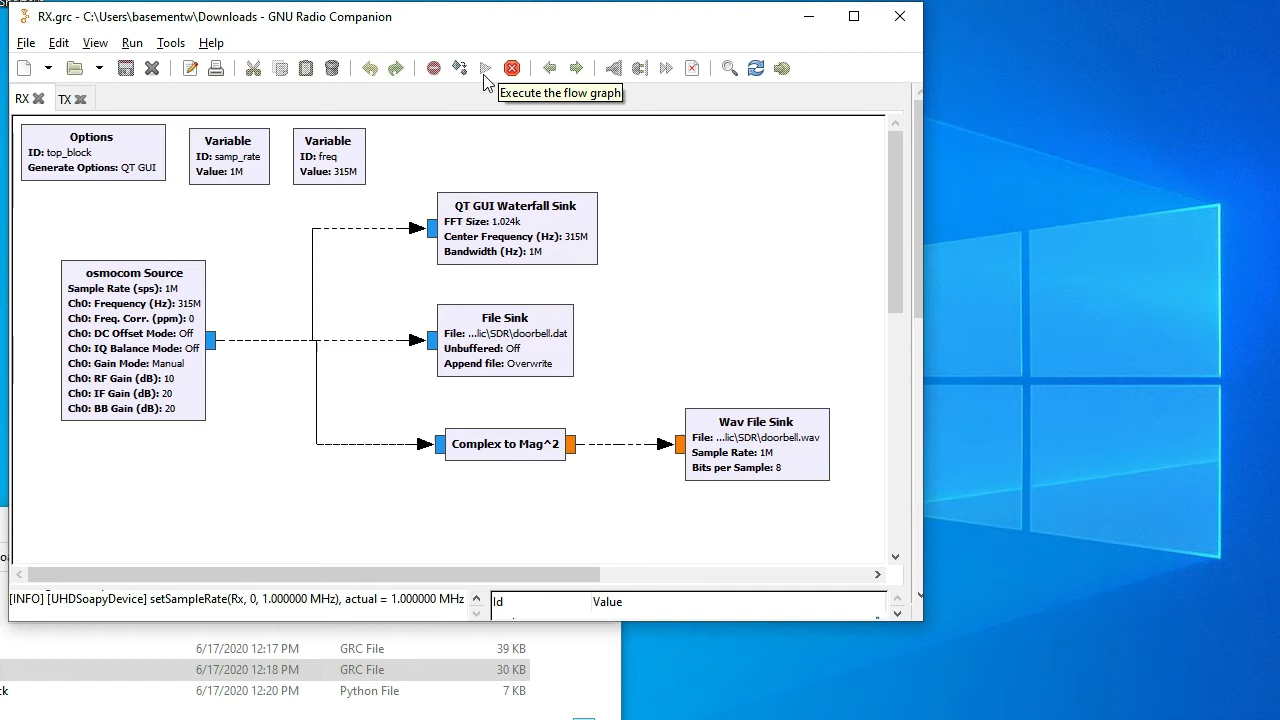 RX.grc - C:\Users\basementw\Downloads - GNU Radio Companion
File Edit View Run Tools Help
Execute the flow graph
RX TX
Options
ID: top_block
Generate Options: QT GUI
Variable
ID: samp_rate
Value: 1M
Variable
ID: freq
Value: 315M
QT GUI Waterfall Sink
FFT Size: 1.024k
Center Frequency (Hz): 315M
Bandwidth (Hz): 1M
osmocom Source
Sample Rate (sps): 1M
Ch0: Frequency (Hz): 315M
Ch0: Freq. Corr. (ppm): 0
Ch0: DC Offset Mode: Off
Ch0: IQ Balance Mode: Off
Ch0: Gain Mode: Manual
Ch0: RF Gain (dB): 10
Ch0: IF Gain (dB): 20
Ch0: BB Gain (dB): 20
File Sink
File: ...lic\SDR\doorbell.dat
Unbuffered: Off
Append file: Overwrite
Complex to Mag^2
Wav File Sink
File: ...lic\SDR\doorbell.wav
Sample Rate: 1M
Bits per Sample: 8
[INFO] [UHDSoapyDevice] setSampleRate(Rx, 0, 1.000000 MHz), actual = 1.000000 MHz
Id Value
6/17/2020 12:17 PM GRC File 39 KB
6/17/2020 12:18 PM GRC File 30 KB
6/17/2020 12:20 PM Python File 7 KB